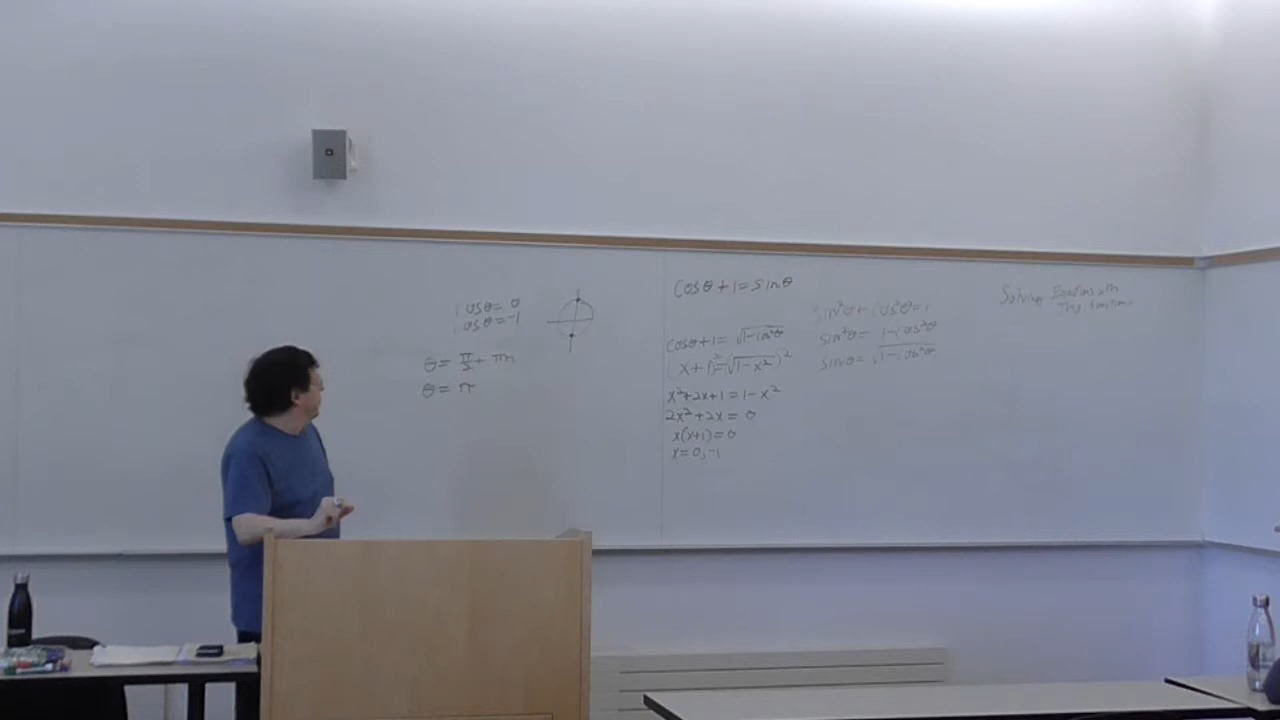 cosθ = 0
cosθ = -1
θ = π/2 + πn
θ = π
cosθ + 1 = sinθ
cosθ + 1 = √(1-cos²θ)
(x+1)² = (√(1-x²))²
x²+2x+1 = 1-x²
2x²+2x = 0
x(x+1) = 0
x = 0, -1
sin²θ + cos²θ = 1
sin²θ = 1-cos²θ
sinθ = √(1-cos²θ)
Solving Equations with
Trig Functions